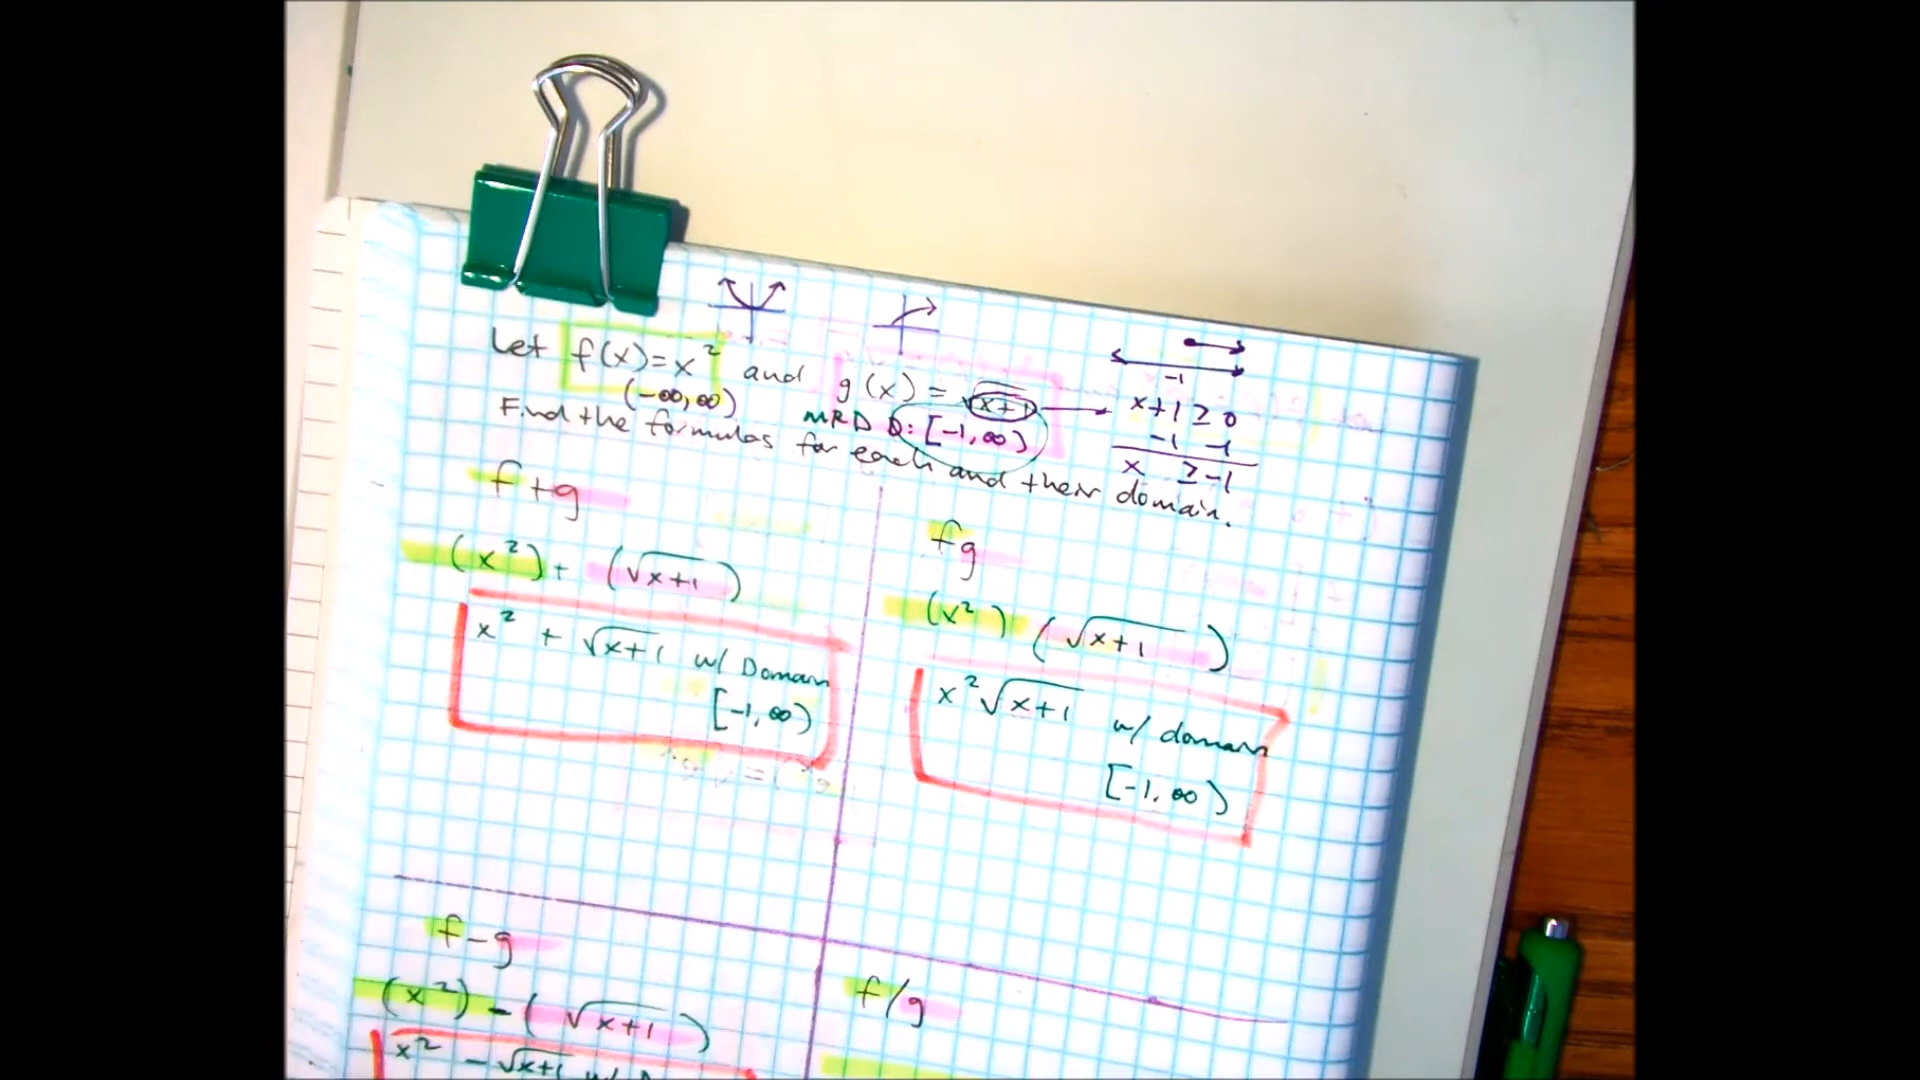 Let f(x)=x² and g(x) = √x+1 → x+1 ≥ 0
(-∞,∞) MRD D: [-1,∞) -1 -1
x ≥ -1
-1
Find the formulas for each and their domain.
f+g
(x²) + (√x+1)
x² + √x+1 w/ Domain
[-1,∞)
fg
(x²) (√x+1)
x²√x+1 w/ domain
[-1,∞)
f-g
(x²) - (√x+1)
x² - √x+1 w/
f/g